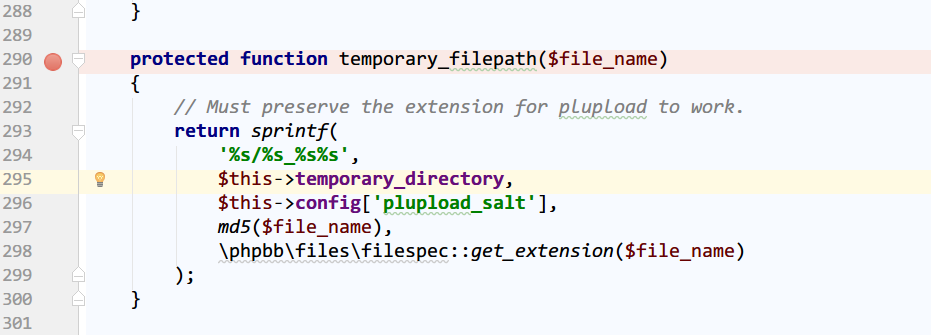 288 }
289
290 protected function temporary_filepath($file_name)
291 {
292 // Must preserve the extension for plupload to work.
293 return sprintf(
294 '%s/%s_%s%s',
295 $this->temporary_directory,
296 $this->config['plupload_salt'],
297 md5($file_name),
298 \phpbb\files\filespec::get_extension($file_name)
299 );
300 }
301